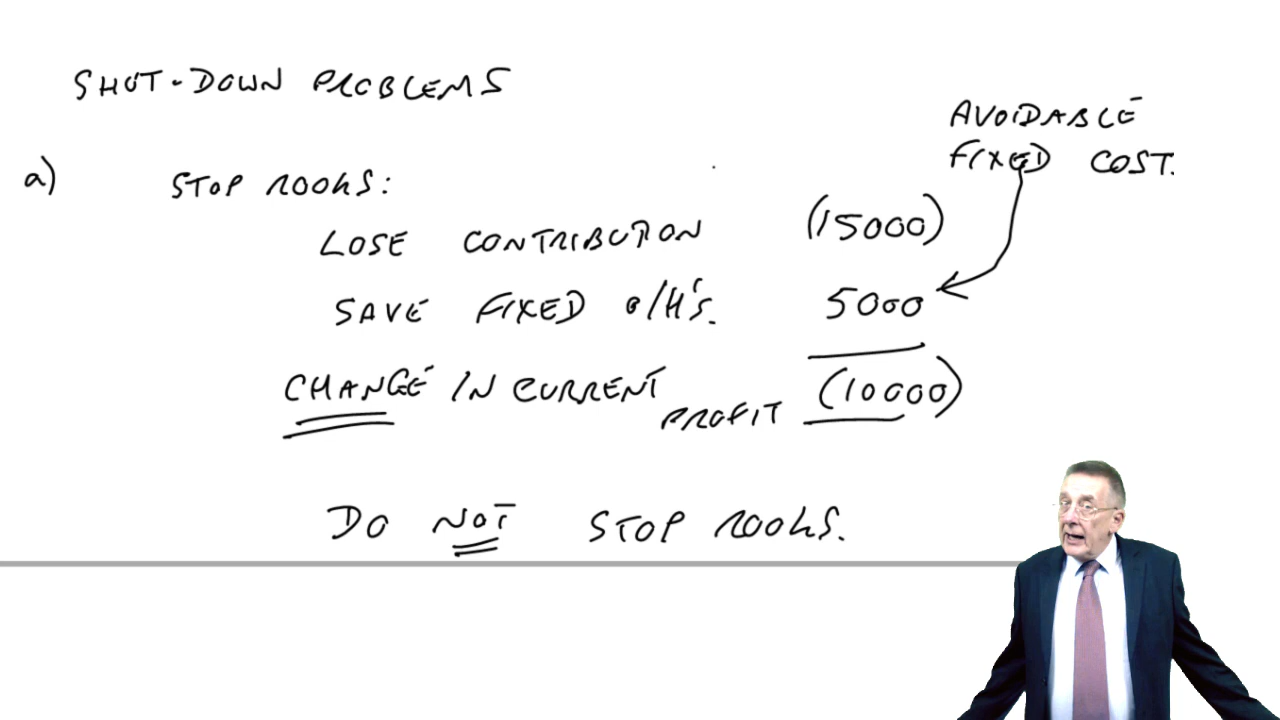 SHUT-DOWN PROBLEMS
AVOIDABLE
FIXED COST.
a) STOP ROOKS:
LOSE CONTRIBUTION (15000)
SAVE FIXED O/H'S. 5000
CHANGE IN CURRENT
PROFIT (10000)
DO NOT STOP ROOKS.